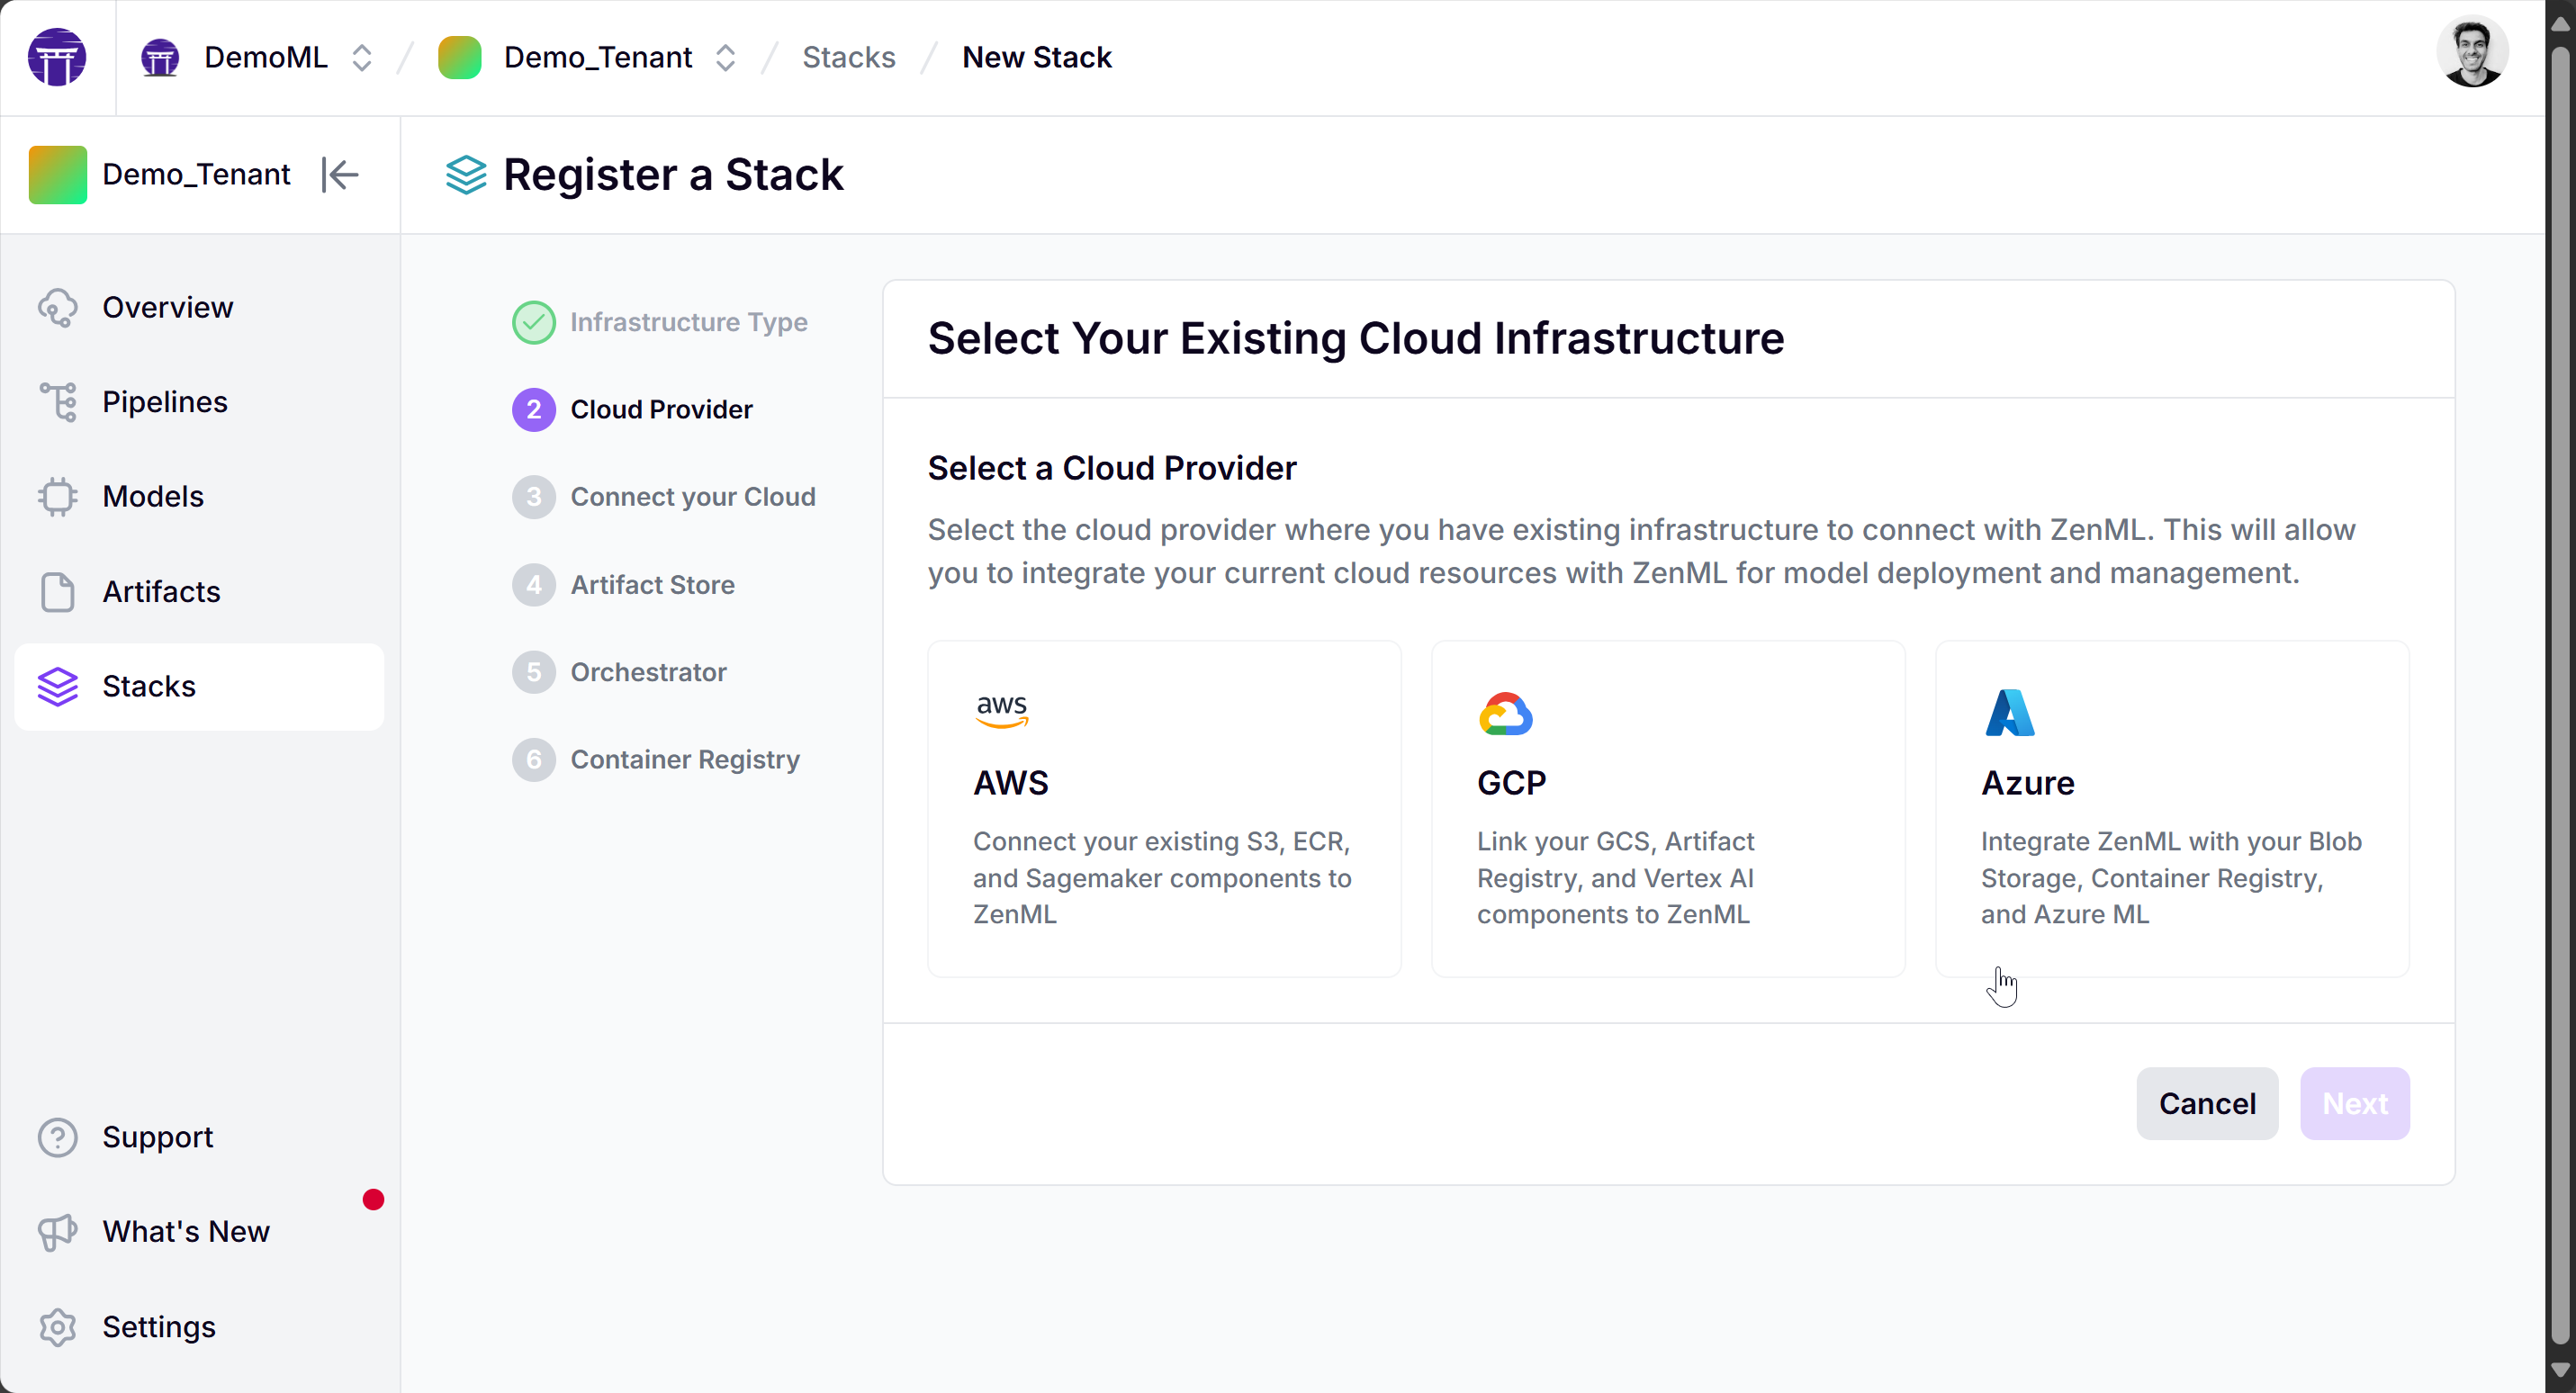 DemoML / Demo_Tenant / Stacks / New Stack
Demo_Tenant
Register a Stack
Overview
Pipelines
Models
Artifacts
Stacks
Support
What's New
Settings
Infrastructure Type
2 Cloud Provider
3 Connect your Cloud
4 Artifact Store
5 Orchestrator
6 Container Registry
Select Your Existing Cloud Infrastructure
Select a Cloud Provider
Select the cloud provider where you have existing infrastructure to connect with ZenML. This will allow
you to integrate your current cloud resources with ZenML for model deployment and management.
aws
AWS
Connect your existing S3, ECR,
and Sagemaker components to
ZenML
GCP
Link your GCS, Artifact
Registry, and Vertex AI
components to ZenML
Azure
Integrate ZenML with your Blob
Storage, Container Registry,
and Azure ML
Cancel
Next